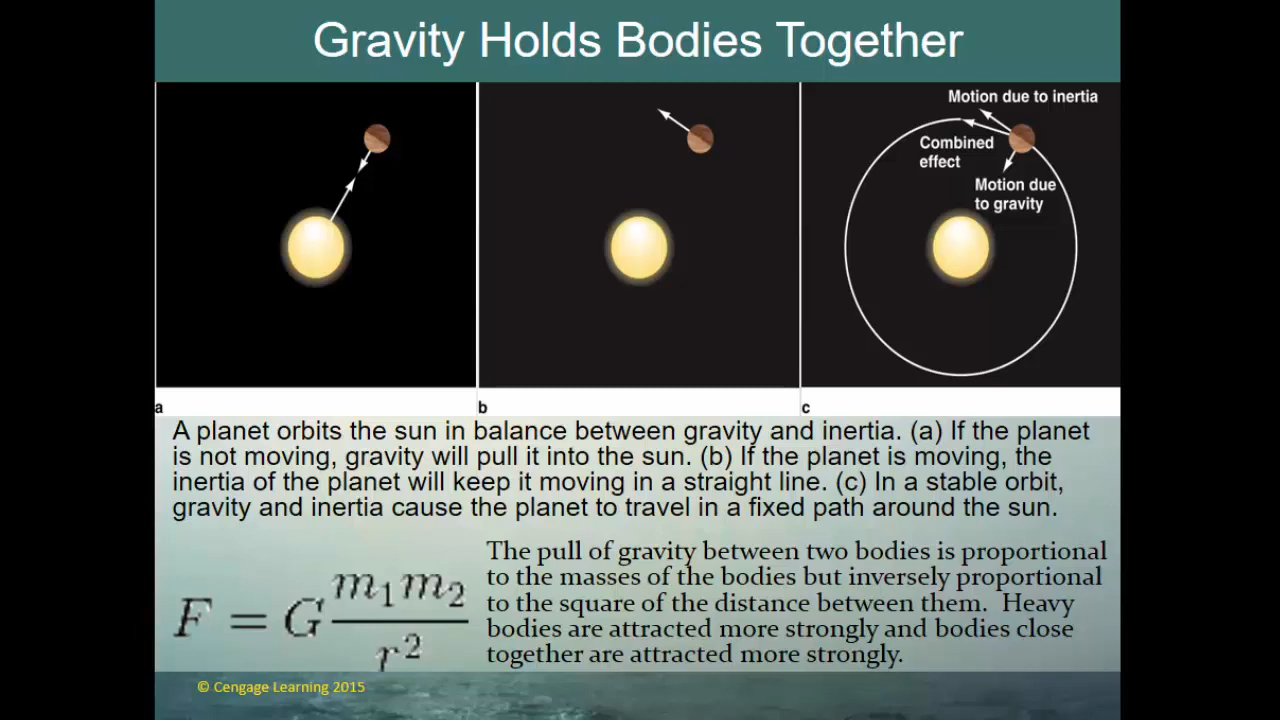 Gravity Holds Bodies Together
Motion due to inertia
Combined
effect
Motion due
to gravity
a
b
c
A planet orbits the sun in balance between gravity and inertia. (a) If the planet
is not moving, gravity will pull it into the sun. (b) If the planet is moving, the
inertia of the planet will keep it moving in a straight line. (c) In a stable orbit,
gravity and inertia cause the planet to travel in a fixed path around the sun.
F = G m₁m₂ / r²
The pull of gravity between two bodies is proportional
to the masses of the bodies but inversely proportional
to the square of the distance between them. Heavy
bodies are attracted more strongly and bodies close
together are attracted more strongly.
© Cengage Learning 2015